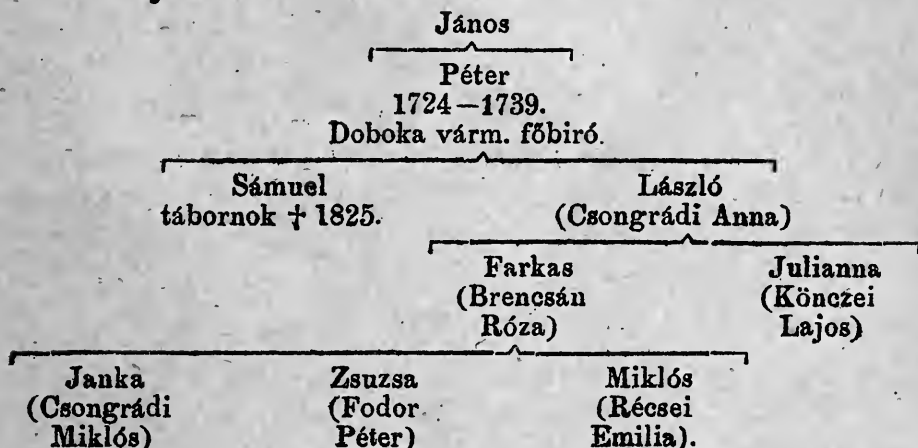 János
Péter
1724—1739.
Doboka várm. főbiró.
Sámuel László
tábornok † 1825. (Csongrádi Anna)
Farkas Julianna
(Brencsán (Könczei
Róza) Lajos)
Janka Zsuzsa Miklós
(Csongrádi (Fodor (Récsei
Miklós) Péter) Emilia).